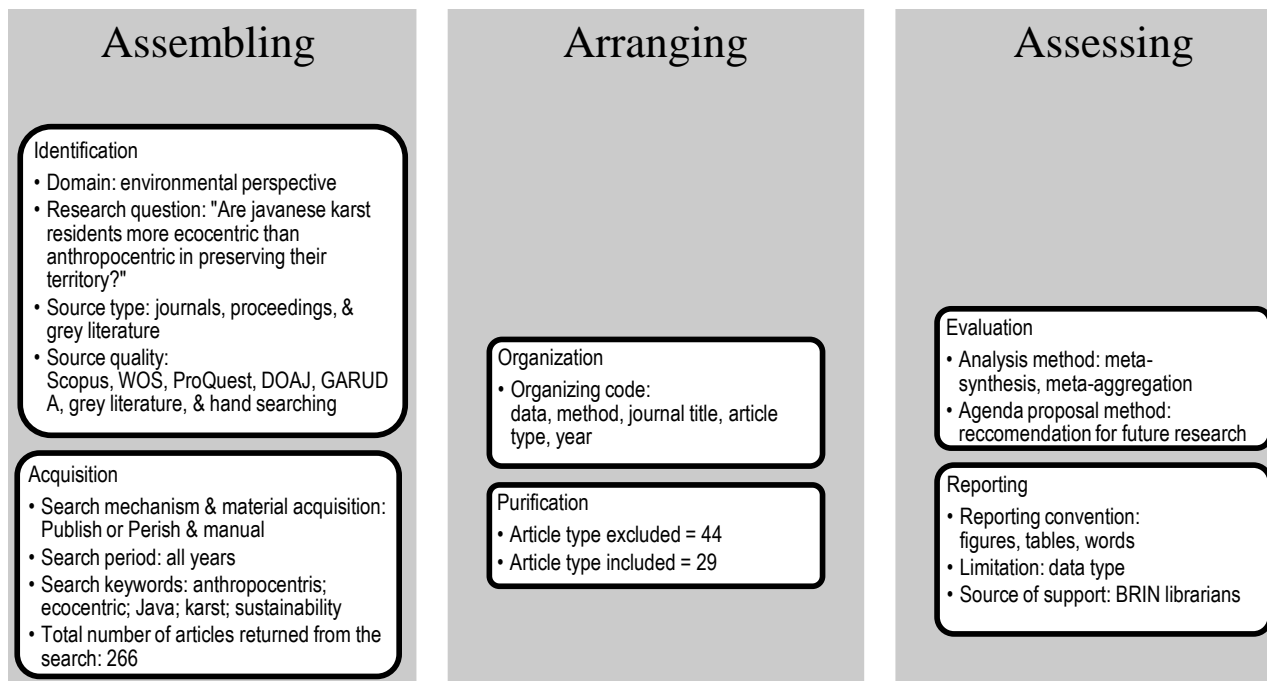 Assembling
Identification
• Domain: environmental perspective
• Research question: "Are javanese karst
residents more ecocentric than
anthropocentric in preserving their
territory?"
• Source type: journals, proceedings, &
grey literature
• Source quality:
Scopus, WOS, ProQuest, DOAJ, GARUD
A, grey literature, & hand searching
Acquisition
• Search mechanism & material acquisition:
Publish or Perish & manual
• Search period: all years
• Search keywords: anthropocentris;
ecocentric; Java; karst; sustainability
• Total number of articles returned from the
search: 266
Arranging
Organization
• Organizing code:
data, method, journal title, article
type, year
Purification
• Article type excluded = 44
• Article type included = 29
Assessing
Evaluation
• Analysis method: meta-
synthesis, meta-aggregation
• Agenda proposal method:
reccomendation for future research
Reporting
• Reporting convention:
figures, tables, words
• Limitation: data type
• Source of support: BRIN librarians